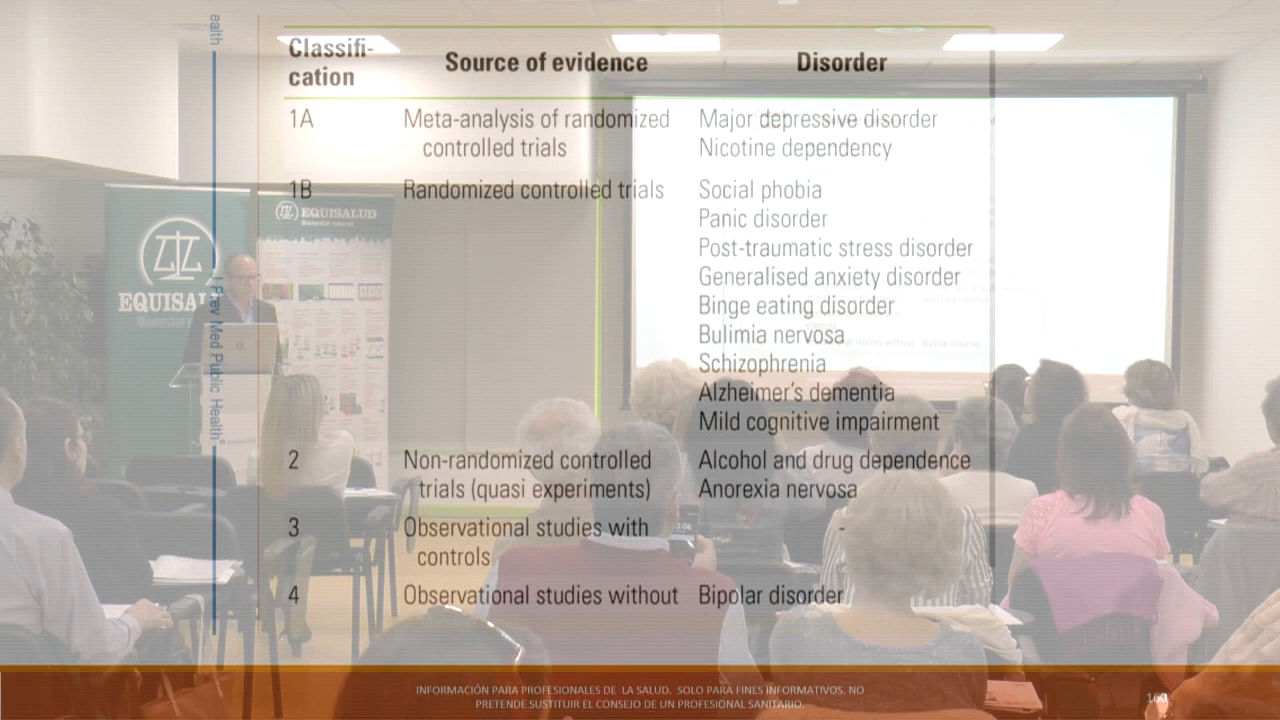 Classifi-
cation
Source of evidence
Disorder
1A
Meta-analysis of randomized
controlled trials
Major depressive disorder
Nicotine dependency
1B
Randomized controlled trials
Social phobia
Panic disorder
Post-traumatic stress disorder
Generalised anxiety disorder
Binge eating disorder
Bulimia nervosa
Schizophrenia
Alzheimer's dementia
Mild cognitive impairment
2
Non-randomized controlled
trials (quasi experiments)
Alcohol and drug dependence
Anorexia nervosa
3
Observational studies with
controls
-
4
Observational studies without
Bipolar disorder
ealth
J Prev Med Public Health
EQUISALUD
Bienestar natural
EQUISAL
INFORMACIÓN PARA PROFESIONALES DE LA SALUD. SOLO PARA FINES INFORMATIVOS. NO
PRETENDE SUSTITUIR EL CONSEJO DE UN PROFESIONAL SANITARIO.